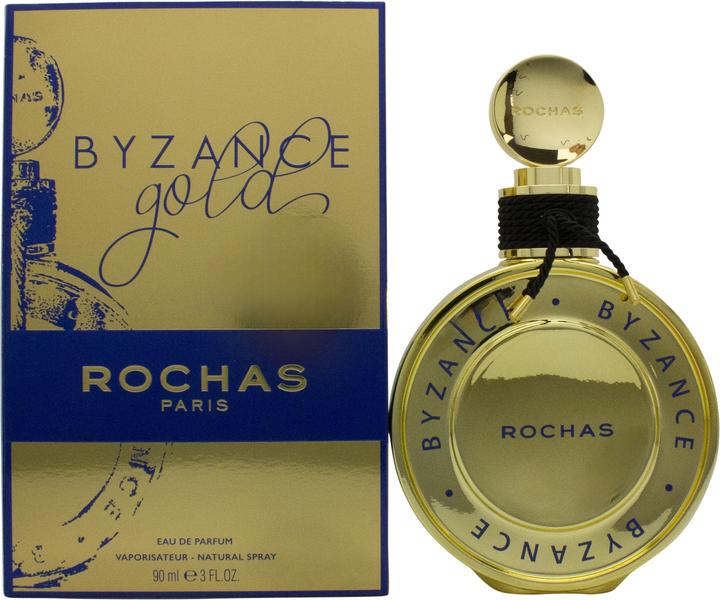 BYZANCE
gold
ROCHAS
PARIS
EAU DE PARFUM
VAPORISATEUR - NATURAL SPRAY
90 ml ℮ 3 FL.OZ.
ROCHAS
BYZANCE • BYZANCE • BYZANCE •
ROCHAS